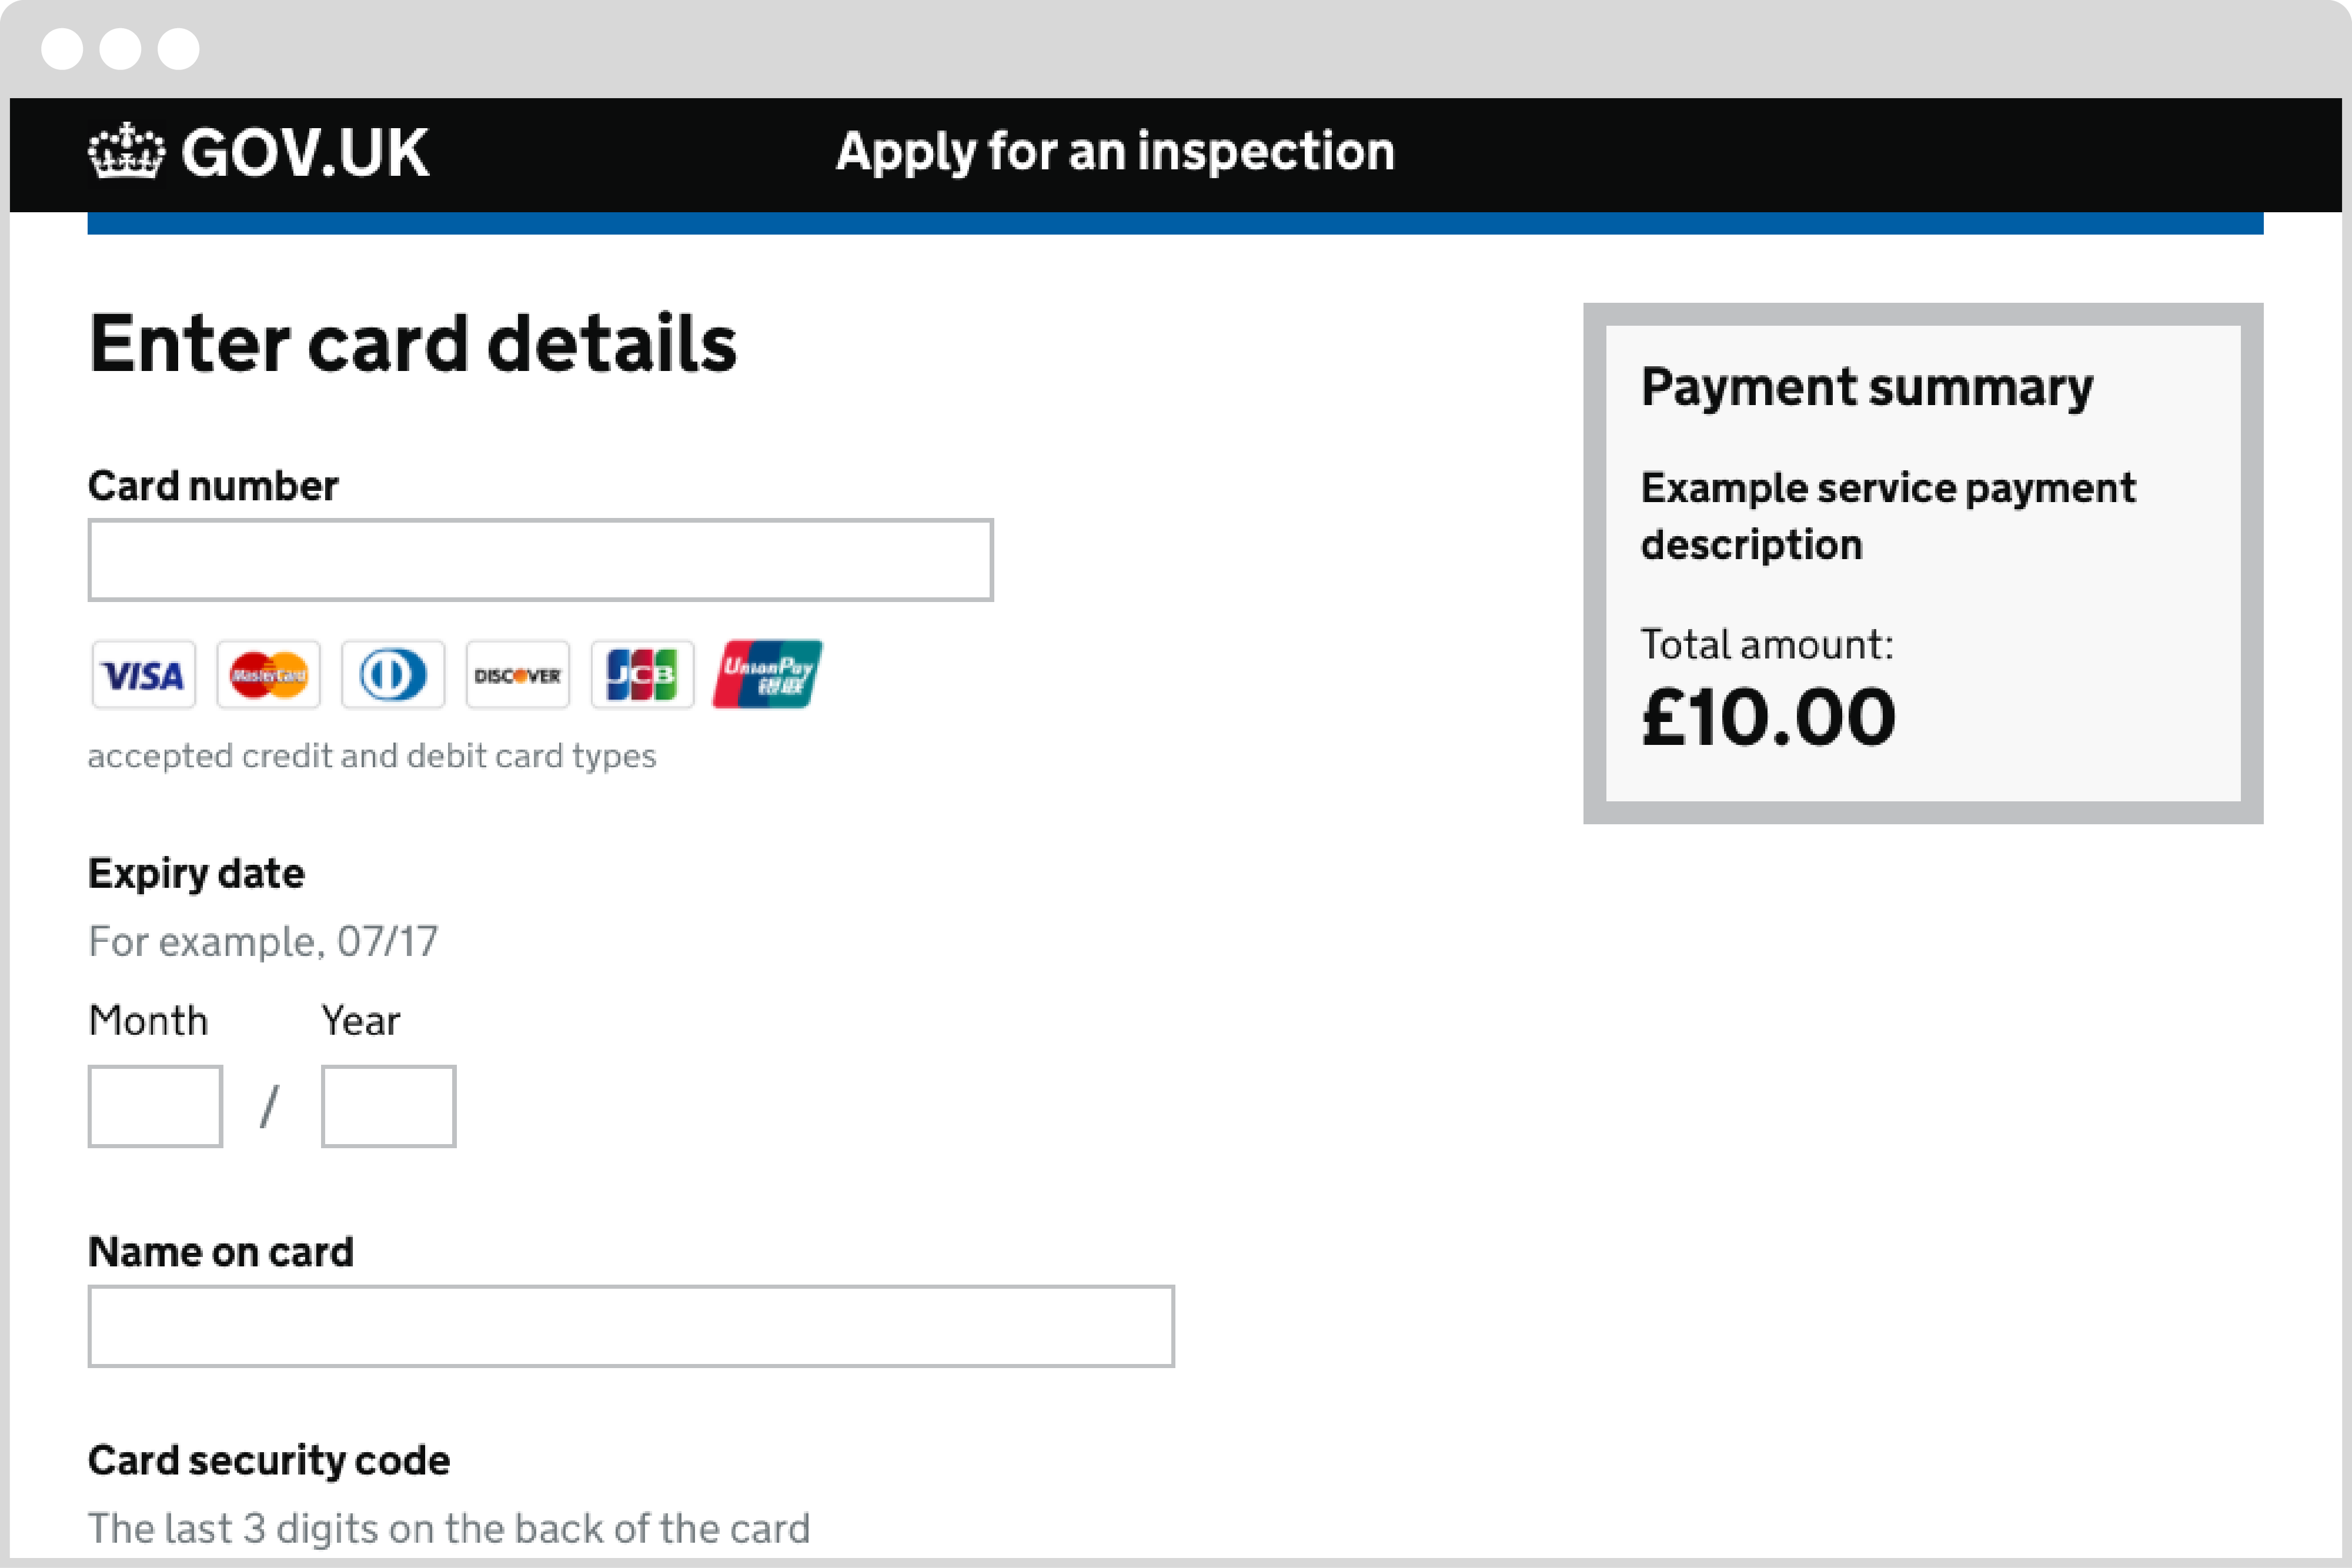 GOV.UK
Apply for an inspection
Enter card details
Card number
VISA
MasterCard
DISCOVER
JCB
UnionPay
银联
accepted credit and debit card types
Expiry date
For example, 07/17
Month
Year
/
Name on card
Card security code
The last 3 digits on the back of the card
Payment summary
Example service payment
description
Total amount:
£10.00